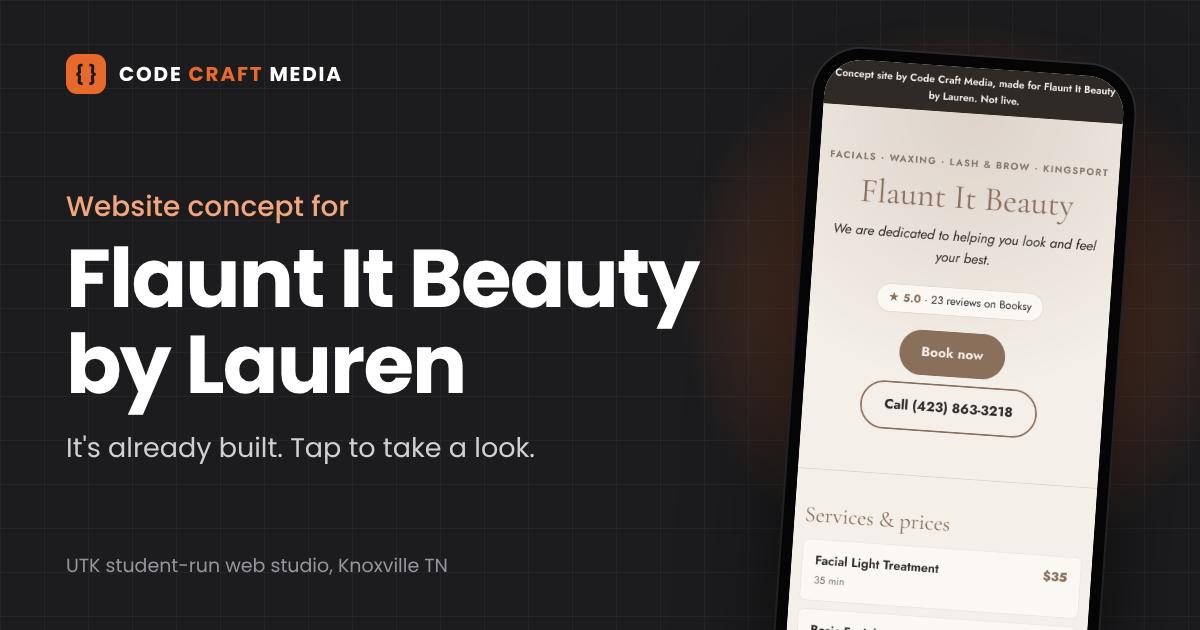 { } CODE CRAFT MEDIA
Website concept for
Flaunt It Beauty
by Lauren
It's already built. Tap to take a look.
UTK student-run web studio, Knoxville TN
Concept site by Code Craft Media, made for Flaunt It Beauty
by Lauren. Not live.
FACIALS · WAXING · LASH & BROW · KINGSPORT
Flaunt It Beauty
We are dedicated to helping you look and feel
your best.
★ 5.0 · 23 reviews on Booksy
Book now
Call (423) 863-3218
Services & prices
Facial Light Treatment
$35
35 min